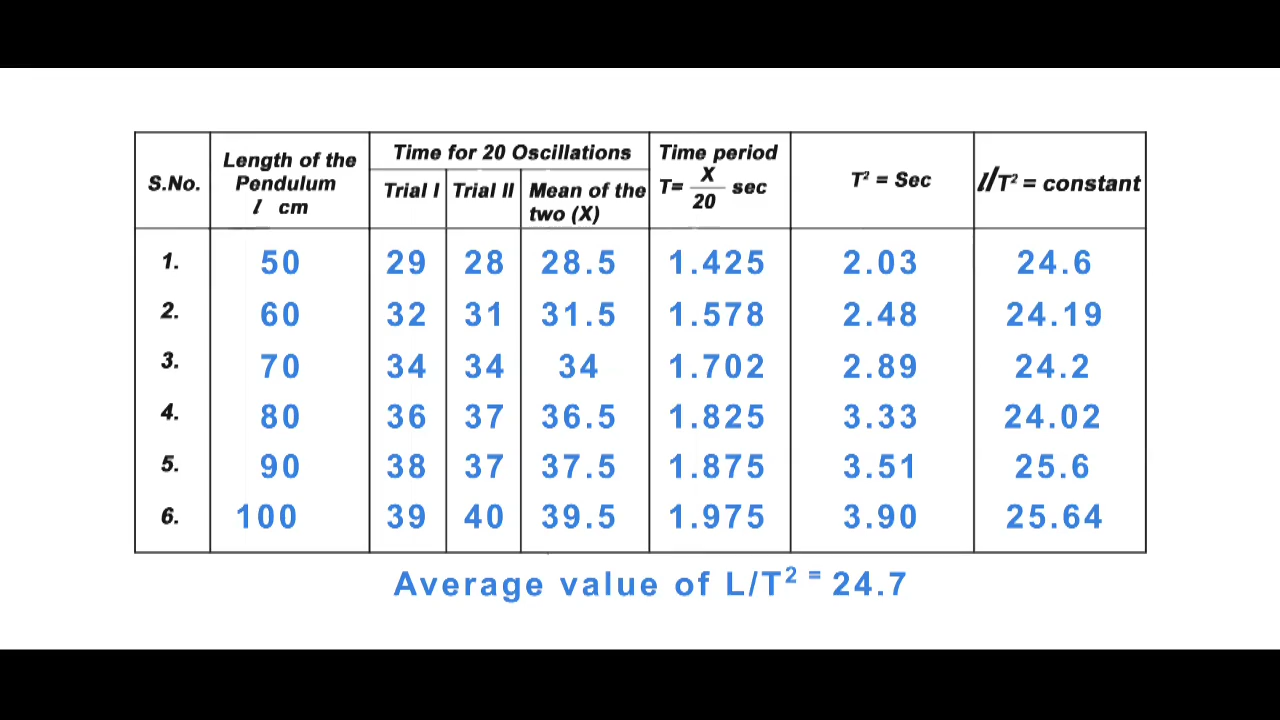 S.No. Length of the Pendulum l cm Time for 20 Oscillations Time period T= X/20 sec T² = Sec l/T² = constant
Trial I Trial II Mean of the two (X)
1. 50 29 28 28.5 1.425 2.03 24.6
2. 60 32 31 31.5 1.578 2.48 24.19
3. 70 34 34 34 1.702 2.89 24.2
4. 80 36 37 36.5 1.825 3.33 24.02
5. 90 38 37 37.5 1.875 3.51 25.6
6. 100 39 40 39.5 1.975 3.90 25.64
Average value of L/T² = 24.7